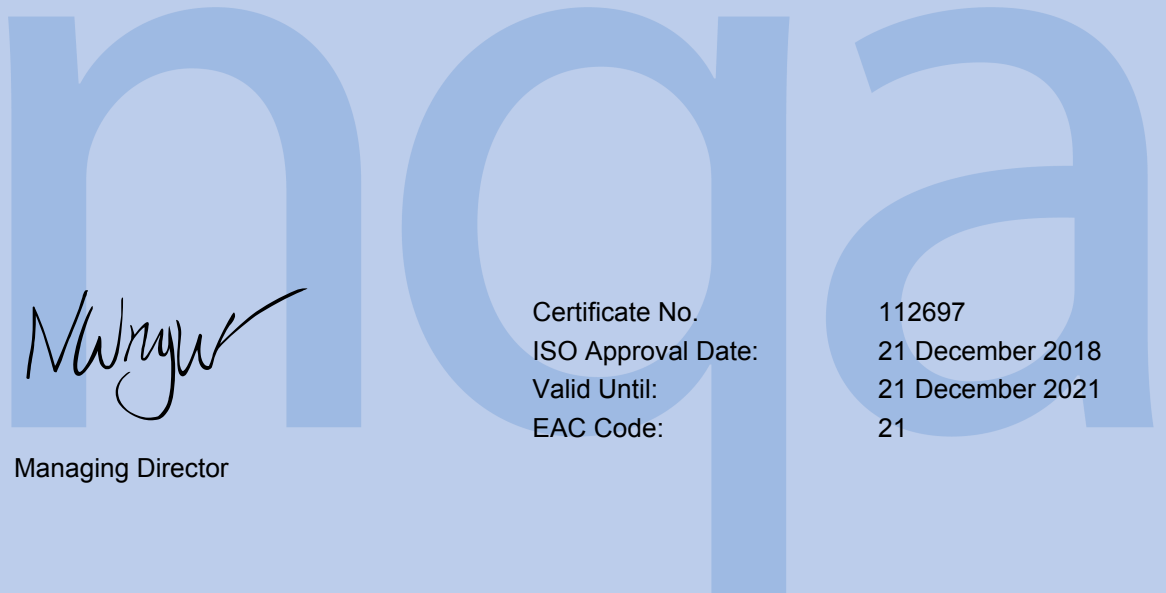 nqa
Certificate No. 112697
ISO Approval Date: 21 December 2018
Valid Until: 21 December 2021
EAC Code: 21
Managing Director